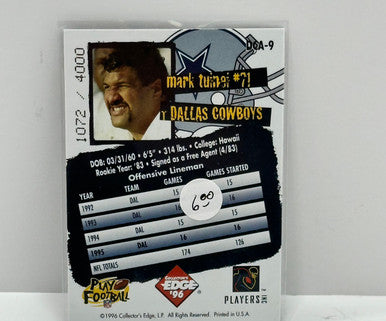 DCA-9
1072 / 4000
mark tuinei #71
T DALLAS COWBOYS
DOB: 03/31/60 • 6'5" • 314 lbs. • College: Hawaii
Rookie Year: '83 • Signed as a Free Agent (4/83)
Offensive Lineman
YEAR TEAM GAMES GAMES STARTED
1992 DAL 15 15
1993 DAL 16
1994 DAL 15 15
1995 DAL 16 16
NFL TOTALS 174 126
6.00
PLAY FOOTBALL
COLLECTOR'S EDGE '96
PLAYERS INC
©1996 Collector's Edge, L.P. All Rights Reserved. Printed in U.S.A.